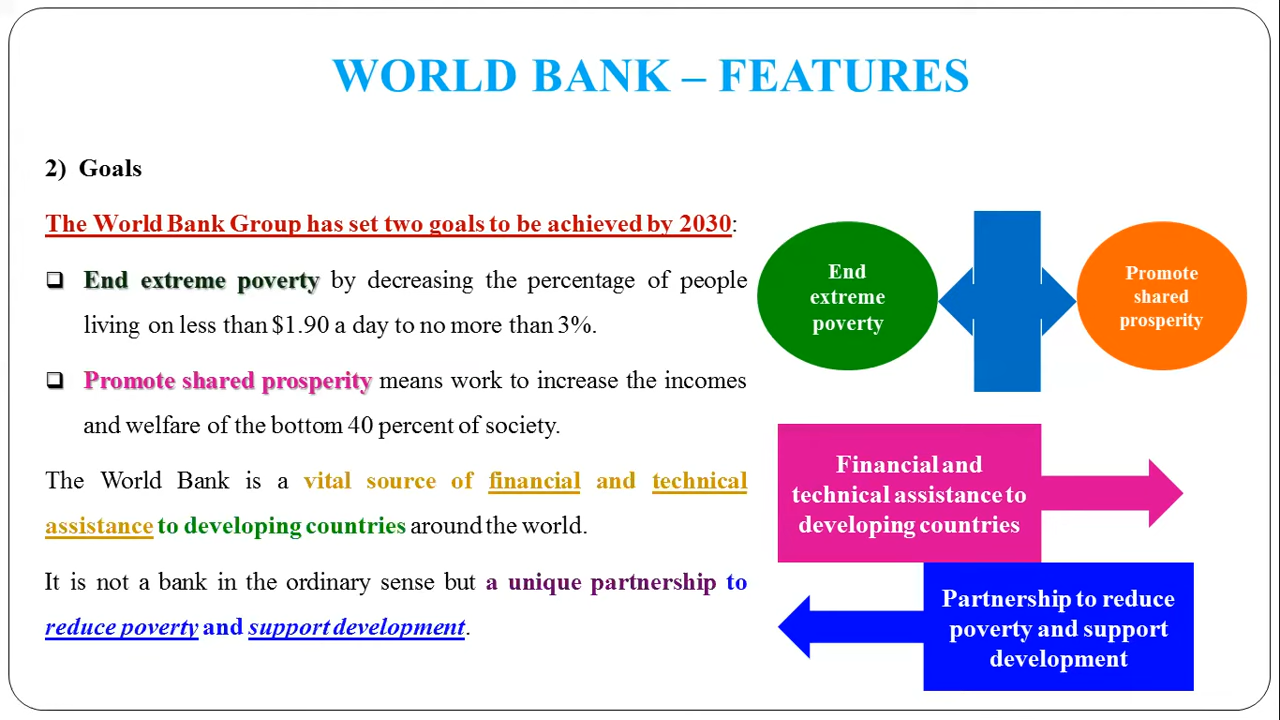 WORLD BANK – FEATURES
2) Goals
The World Bank Group has set two goals to be achieved by 2030:
End extreme poverty by decreasing the percentage of people
living on less than $1.90 a day to no more than 3%.
Promote shared prosperity means work to increase the incomes
and welfare of the bottom 40 percent of society.
The World Bank is a vital source of financial and technical
assistance to developing countries around the world.
It is not a bank in the ordinary sense but a unique partnership to
reduce poverty and support development.
End
extreme
poverty
Promote
shared
prosperity
Financial and
technical assistance to
developing countries
Partnership to reduce
poverty and support
development